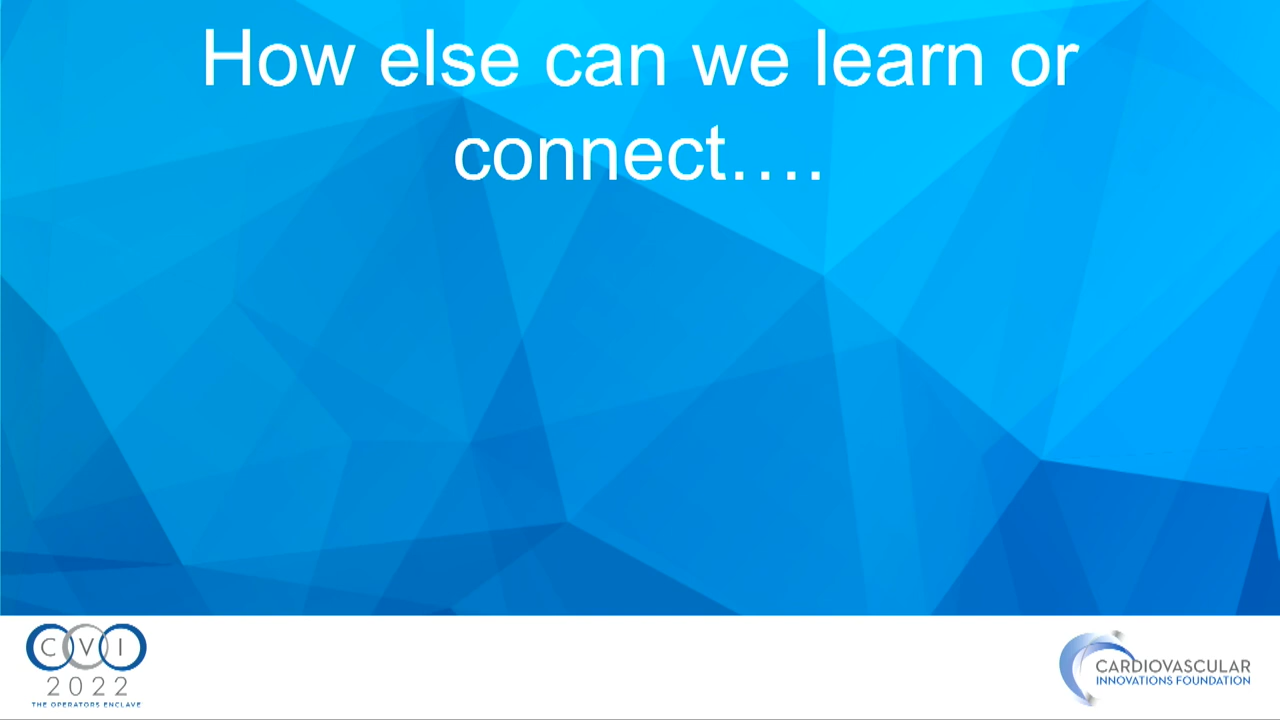 How else can we learn or
connect….
C V I
2022
THE OPERATORS ENCLAVE
CARDIOVASCULAR
INNOVATIONS FOUNDATION